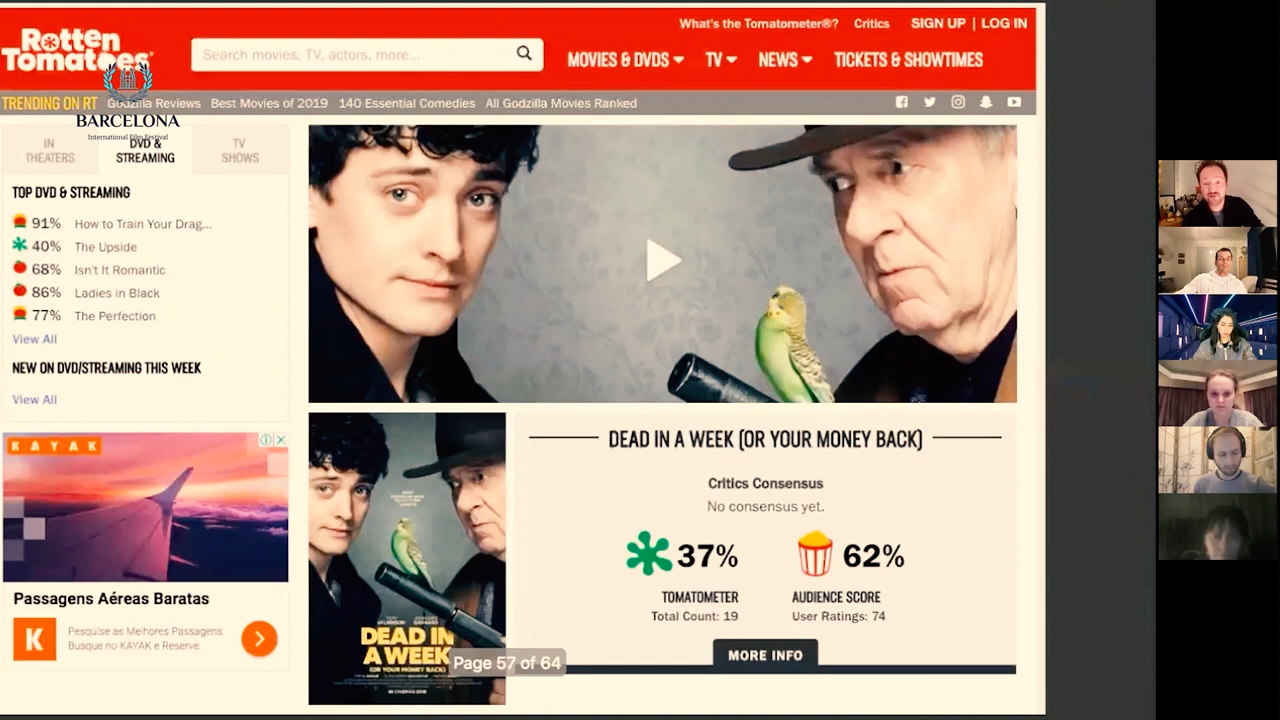 What's the Tomatometer®? Critics SIGN UP | LOG IN
Rotten Tomatoes
Search movies, TV, actors, more...
MOVIES & DVDS TV NEWS TICKETS & SHOWTIMES
TRENDING ON RT Godzilla Reviews Best Movies of 2019 140 Essential Comedies All Godzilla Movies Ranked
BARCELONA
International Film Festival
IN THEATERS
DVD & STREAMING
TV SHOWS
TOP DVD & STREAMING
91% How to Train Your Drag...
40% The Upside
68% Isn't It Romantic
86% Ladies in Black
77% The Perfection
View All
NEW ON DVD/STREAMING THIS WEEK
View All
KAYAK
Passagens Aéreas Baratas
K
Pesquise as Melhores Passagens.
Busque no KAYAK e Reserve.
DEAD IN
A WEEK
(OR YOUR MONEY BACK)
Page 57 of 64
DEAD IN A WEEK (OR YOUR MONEY BACK)
Critics Consensus
No consensus yet.
37% 62%
TOMATOMETER AUDIENCE SCORE
Total Count: 19 User Ratings: 74
MORE INFO